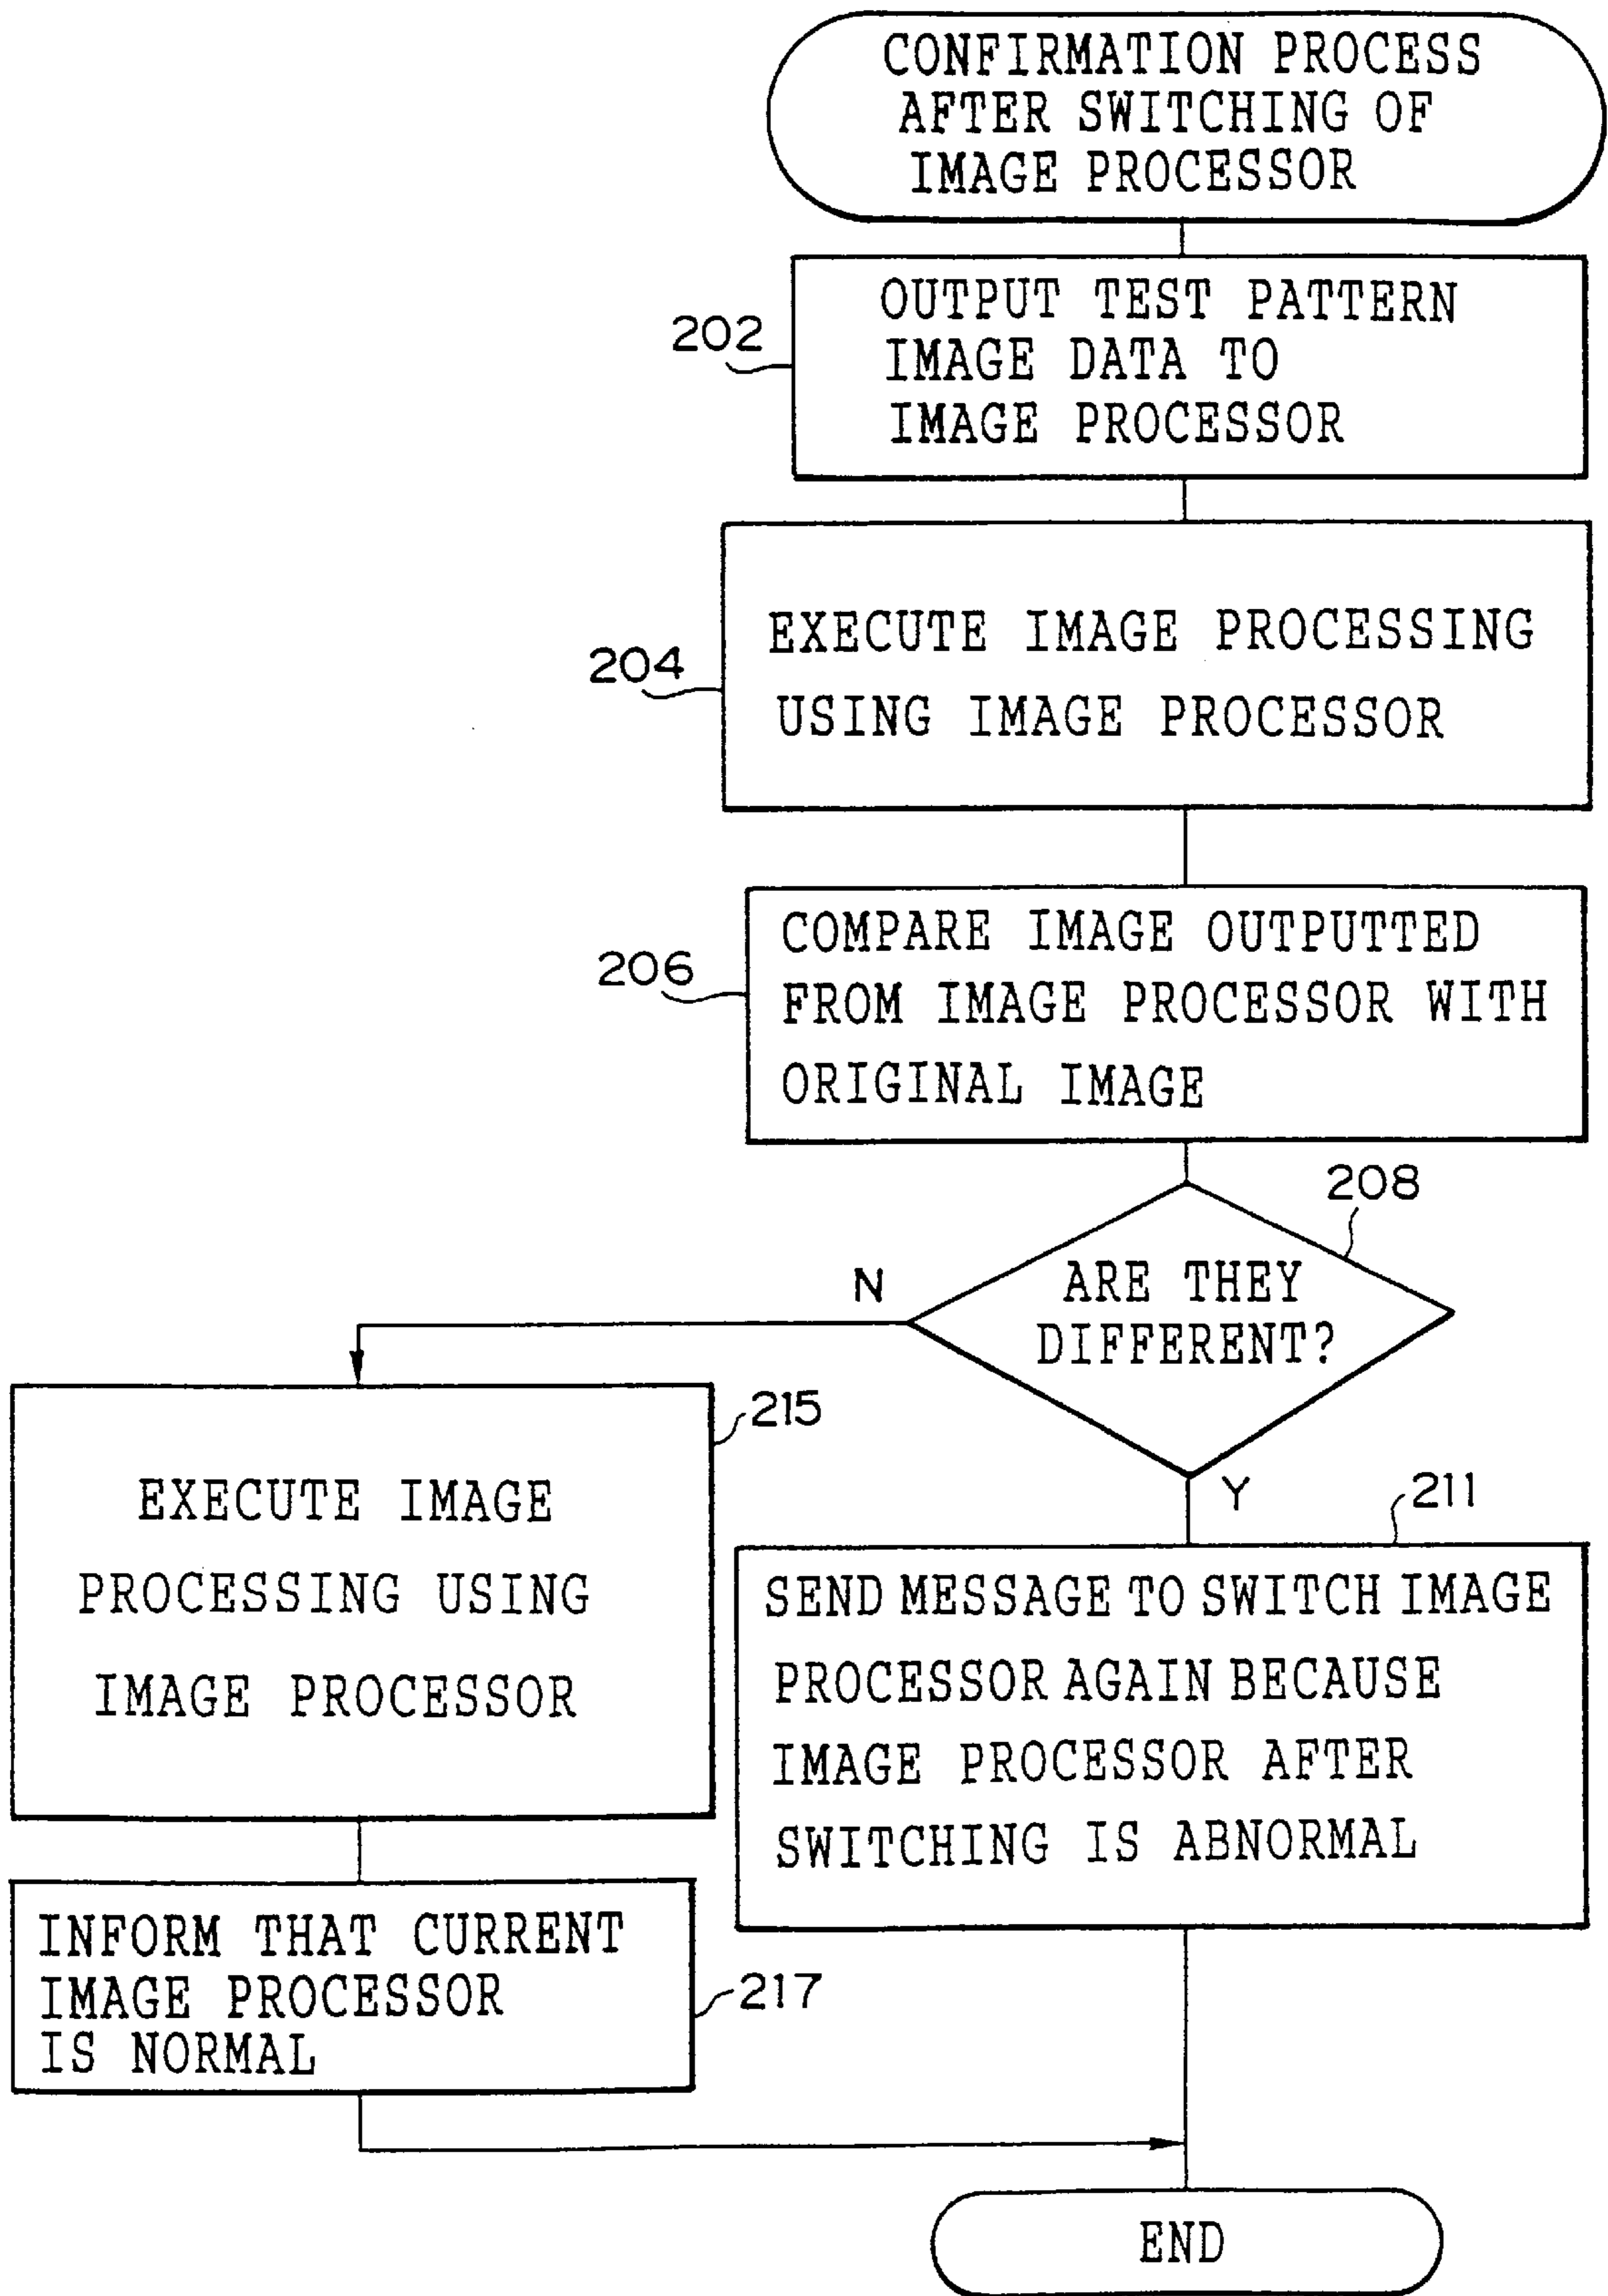 CONFIRMATION PROCESS
AFTER SWITCHING OF
IMAGE PROCESSOR
202
OUTPUT TEST PATTERN
IMAGE DATA TO
IMAGE PROCESSOR
204
EXECUTE IMAGE PROCESSING
USING IMAGE PROCESSOR
206
COMPARE IMAGE OUTPUTTED
FROM IMAGE PROCESSOR WITH
ORIGINAL IMAGE
208
ARE THEY
DIFFERENT?
N
Y
215
EXECUTE IMAGE
PROCESSING USING
IMAGE PROCESSOR
211
SEND MESSAGE TO SWITCH IMAGE
PROCESSOR AGAIN BECAUSE
IMAGE PROCESSOR AFTER
SWITCHING IS ABNORMAL
INFORM THAT CURRENT
IMAGE PROCESSOR
IS NORMAL
217
END